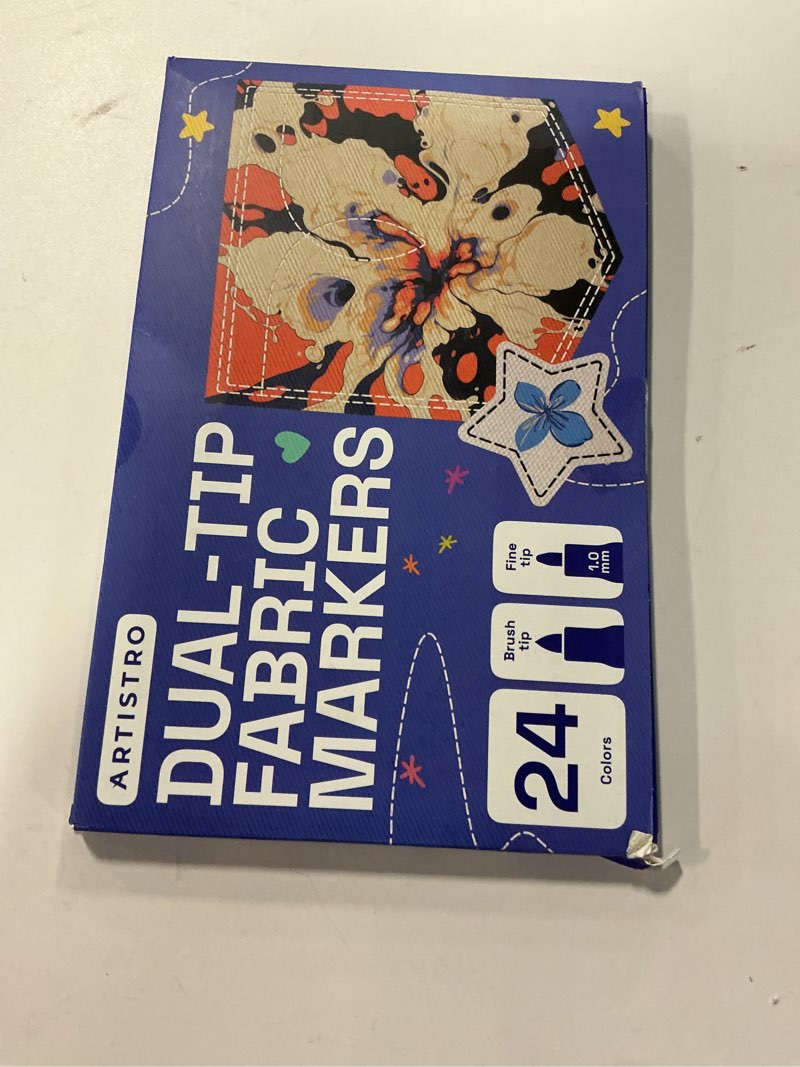 ARTISTRO
DUAL-TIP
FABRIC
MARKERS
24
Colors
Brush
tip
Fine
tip
1.0
mm